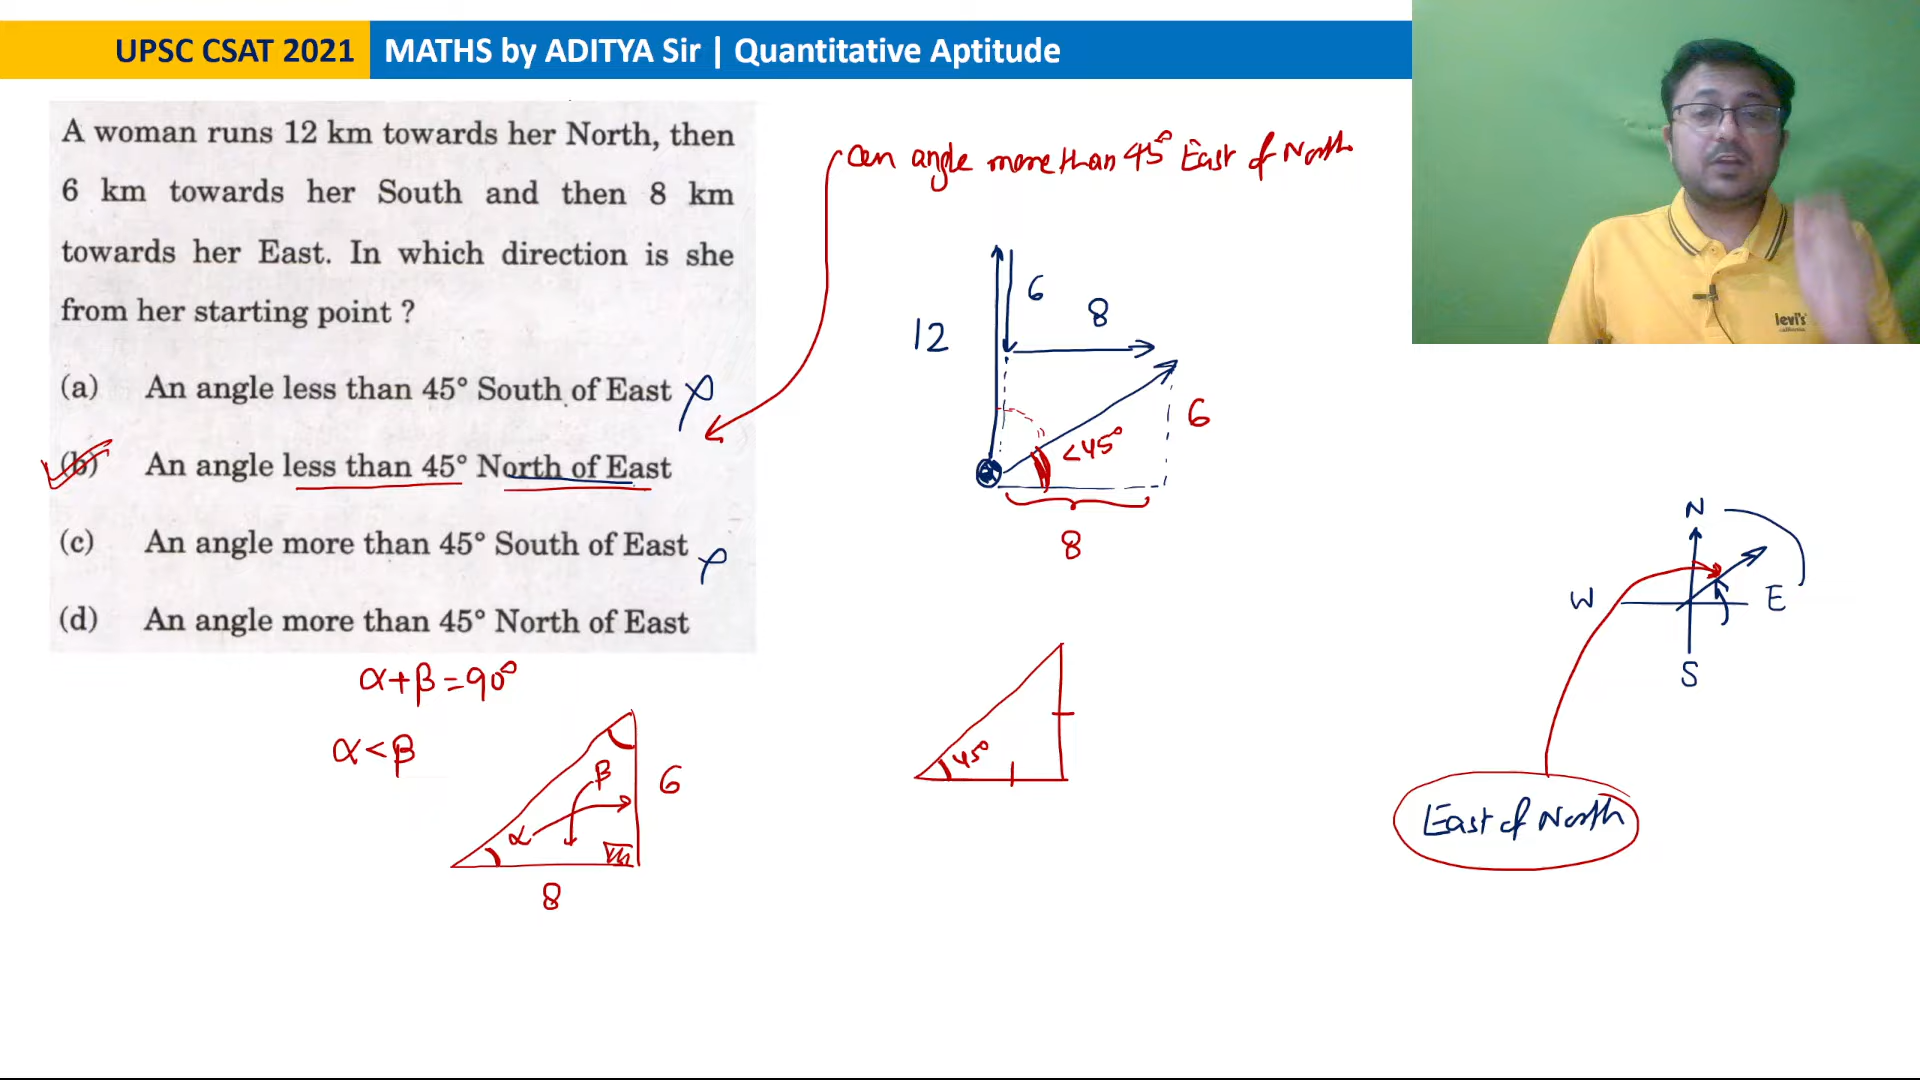 UPSC CSAT 2021 MATHS by ADITYA Sir | Quantitative Aptitude
A woman runs 12 km towards her North, then
6 km towards her South and then 8 km
towards her East. In which direction is she
from her starting point ?
(a) An angle less than 45° South of East
(b) An angle less than 45° North of East
(c) An angle more than 45° South of East
(d) An angle more than 45° North of East
an angle more than 45° East of North
12
6
8
6
<45°
8
N
W E
S
East of North
α+β=90°
α<β
β
6
α
8
45°
levi's